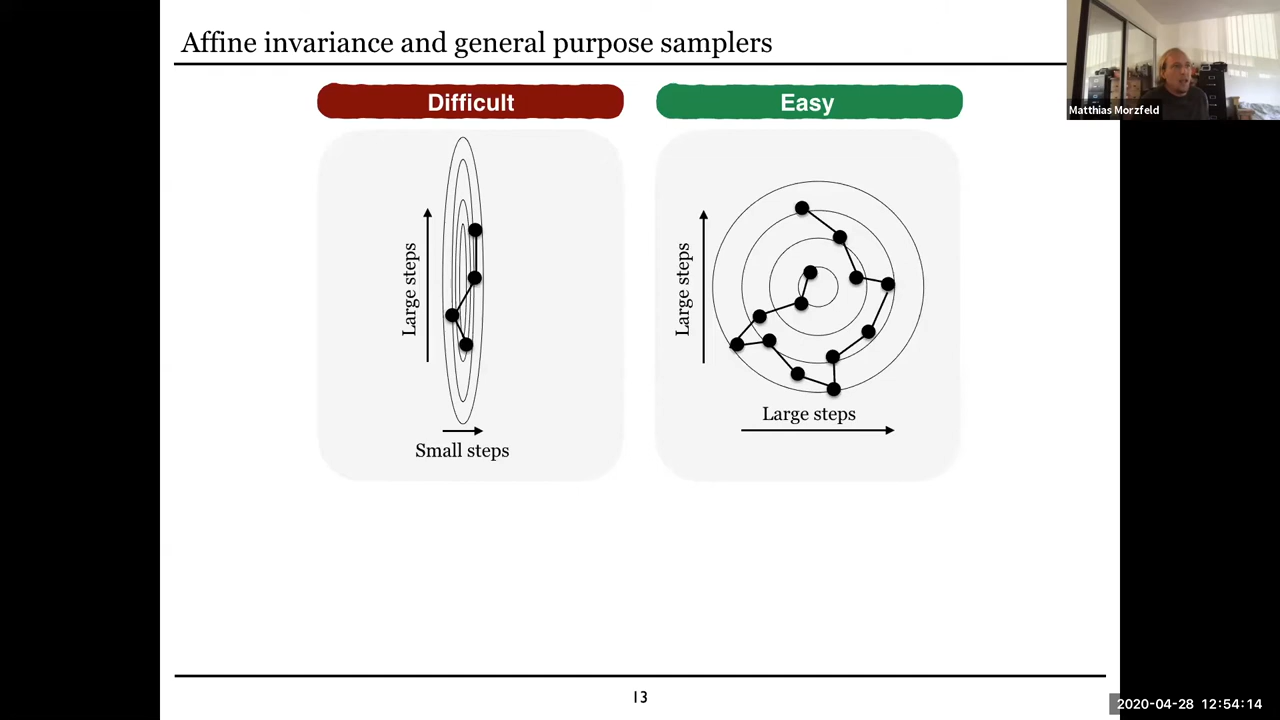 Affine invariance and general purpose samplers
Matthias Morzfeld
Difficult
Easy
Large steps
Small steps
Large steps
Large steps
13
2020-04-28 12:54:14